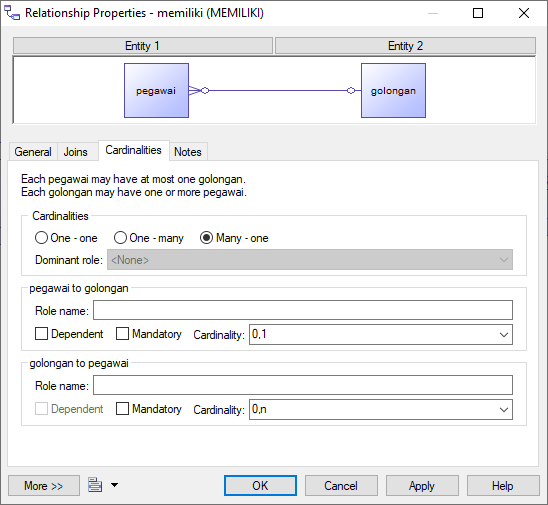 Relationship Properties - memiliki (MEMILIKI)
Entity 1 Entity 2
pegawai golongan
General Joins Cardinalities Notes
Each pegawai may have at most one golongan.
Each golongan may have one or more pegawai.
Cardinalities
One - one One - many Many - one
Dominant role: <None>
pegawai to golongan
Role name:
Dependent Mandatory Cardinality: 0,1
golongan to pegawai
Role name:
Dependent Mandatory Cardinality: 0,n
More >> OK Cancel Apply Help